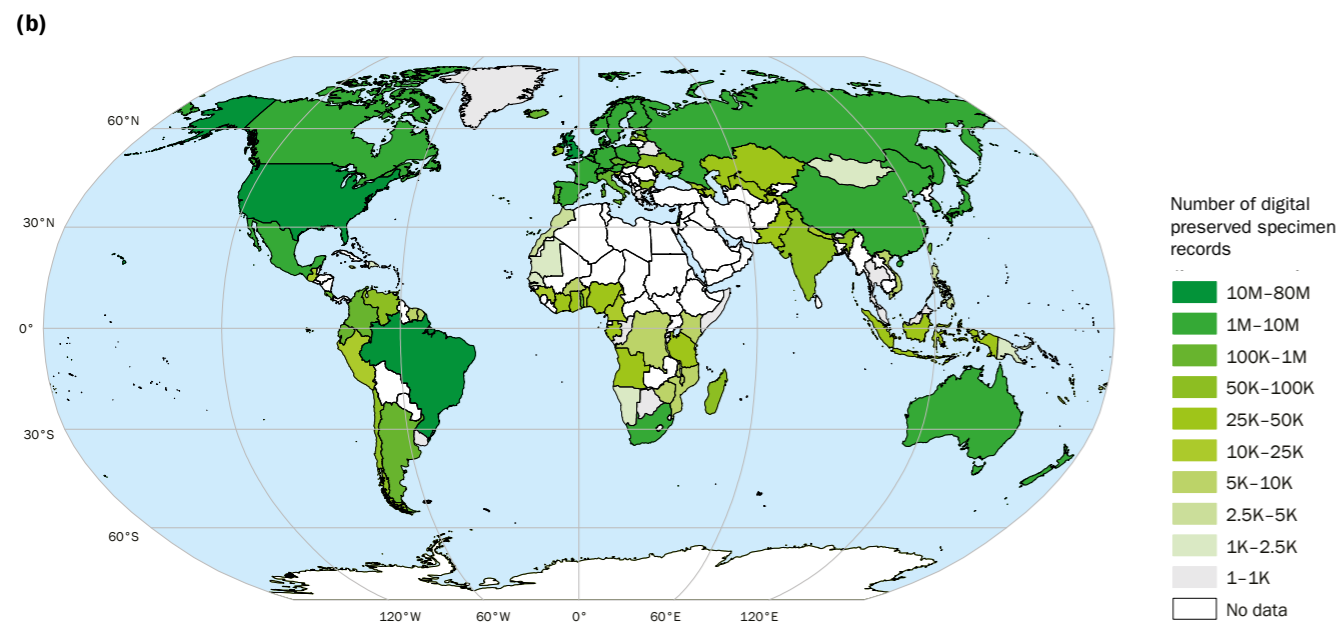 (b)
60°N
30°N
0°
30°S
60°S
120°W 60°W 0° 60°E 120°E
Number of digital
preserved specimen
records
10M–80M
1M–10M
100K–1M
50K–100K
25K–50K
10K–25K
5K–10K
2.5K–5K
1K–2.5K
1–1K
No data